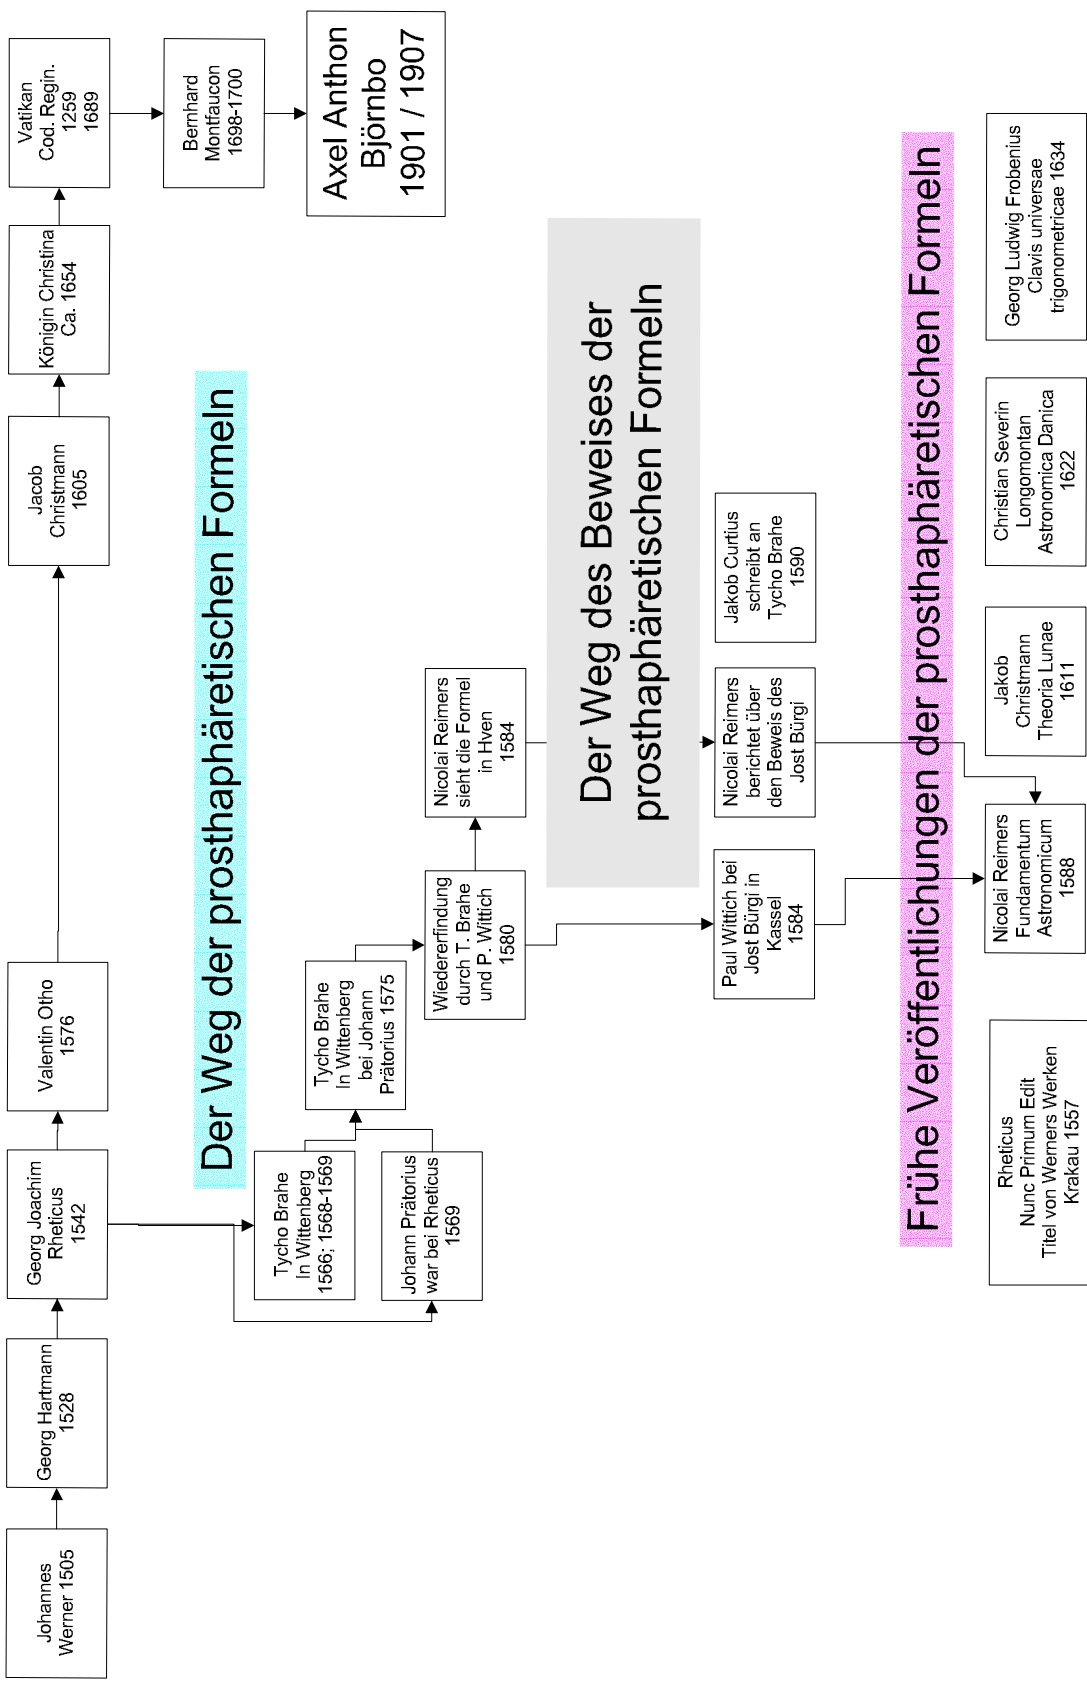 Johannes
Werner 1505
Georg Hartmann
1528
Georg Joachim
Rheticus
1542
Valentin Otho
1576
Jacob
Christmann
1605
Königin Christina
Ca. 1654
Vatikan
Cod. Regin.
1259
1689
Bernhard
Montfaucon
1698-1700
Axel Anthon
Björnbo
1901 / 1907
Der Weg der prosthaphäretischen Formeln
Tycho Brahe
In Wittenberg
1566; 1568-1569
Johann Prätorius
war bei Rheticus
1569
Tycho Brahe
In Wittenberg
bei Johann
Prätorius 1575
Wiedererfindung
durch T. Brahe
und P. Wittich
1580
Nicolai Reimers
sieht die Formel
in Hven
1584
Der Weg des Beweises der
prosthaphäretischen Formeln
Paul Wittich bei
Jost Bürgi in
Kassel
1584
Nicolai Reimers
berichtet über
den Beweis des
Jost Bürgi
Jakob Curtius
schreibt an
Tycho Brahe
1590
Frühe Veröffentlichungen der prosthaphäretischen Formeln
Rheticus
Nunc Primum Edit
Titel von Werners Werken
Krakau 1557
Nicolai Reimers
Fundamentum
Astronomicum
1588
Jakob
Christmann
Theoria Lunae
1611
Christian Severin
Longomontan
Astronomica Danica
1622
Georg Ludwig Frobenius
Clavis universae
trigonometricae 1634